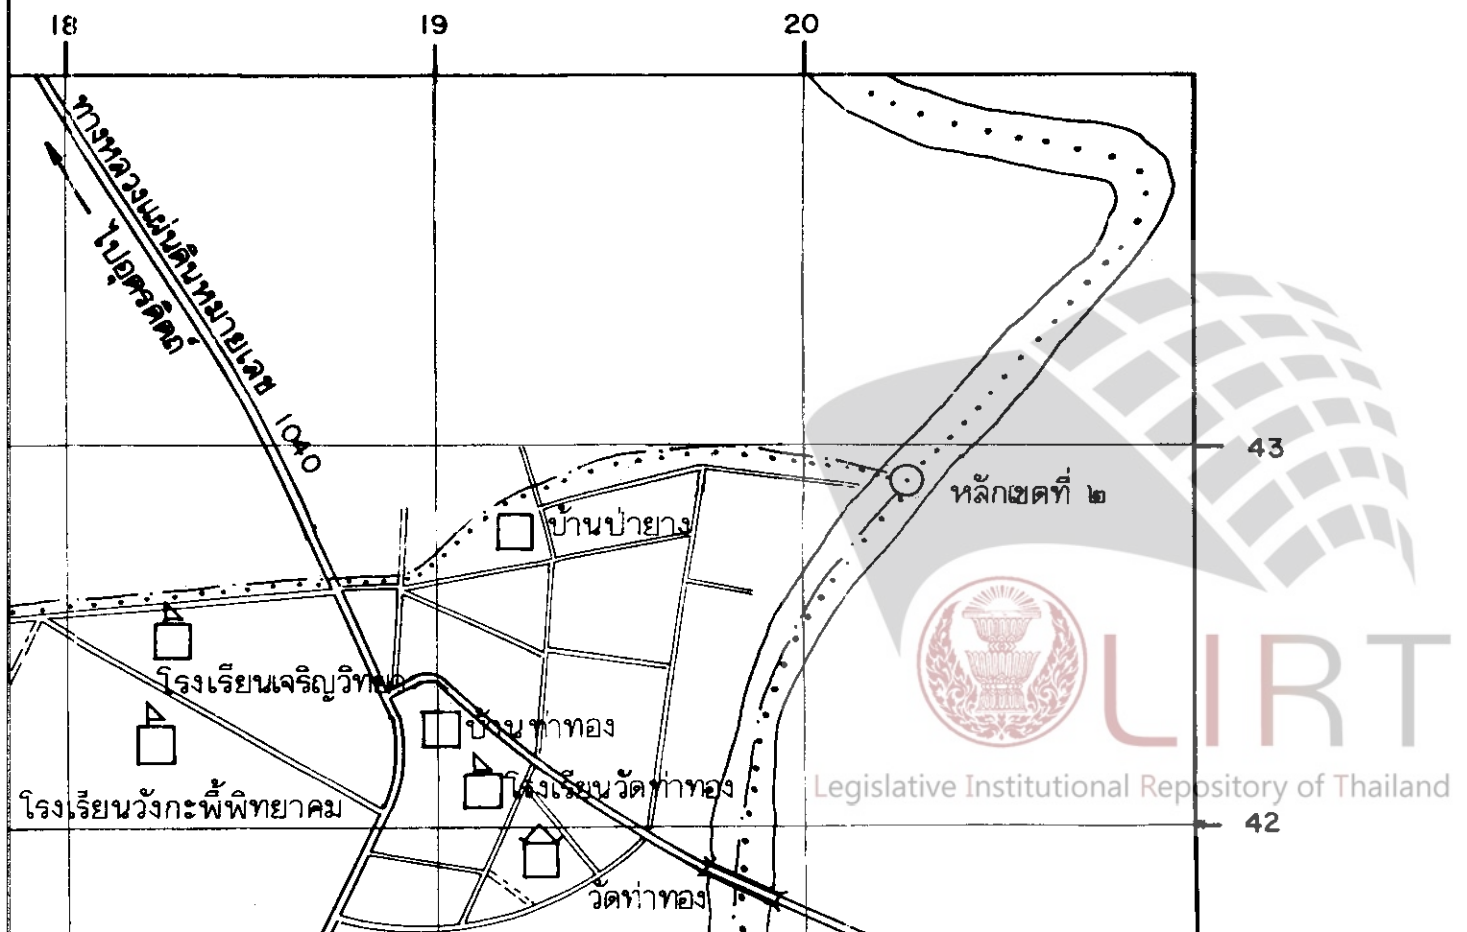 18 19 20
ทางหลวงแผ่นดินหมายเลข 1040
ไปอุตรดิตถ์
43
หลักเขตที่ ๒
บ้านป่ายาง
โรงเรียนเจริญวิทยา
บ้านท่าทอง
โรงเรียนวัดท่าทอง
โรงเรียนวังกะพี้พิทยาคม
42
วัดท่าทอง
LIRT
Legislative Institutional Repository of Thailand